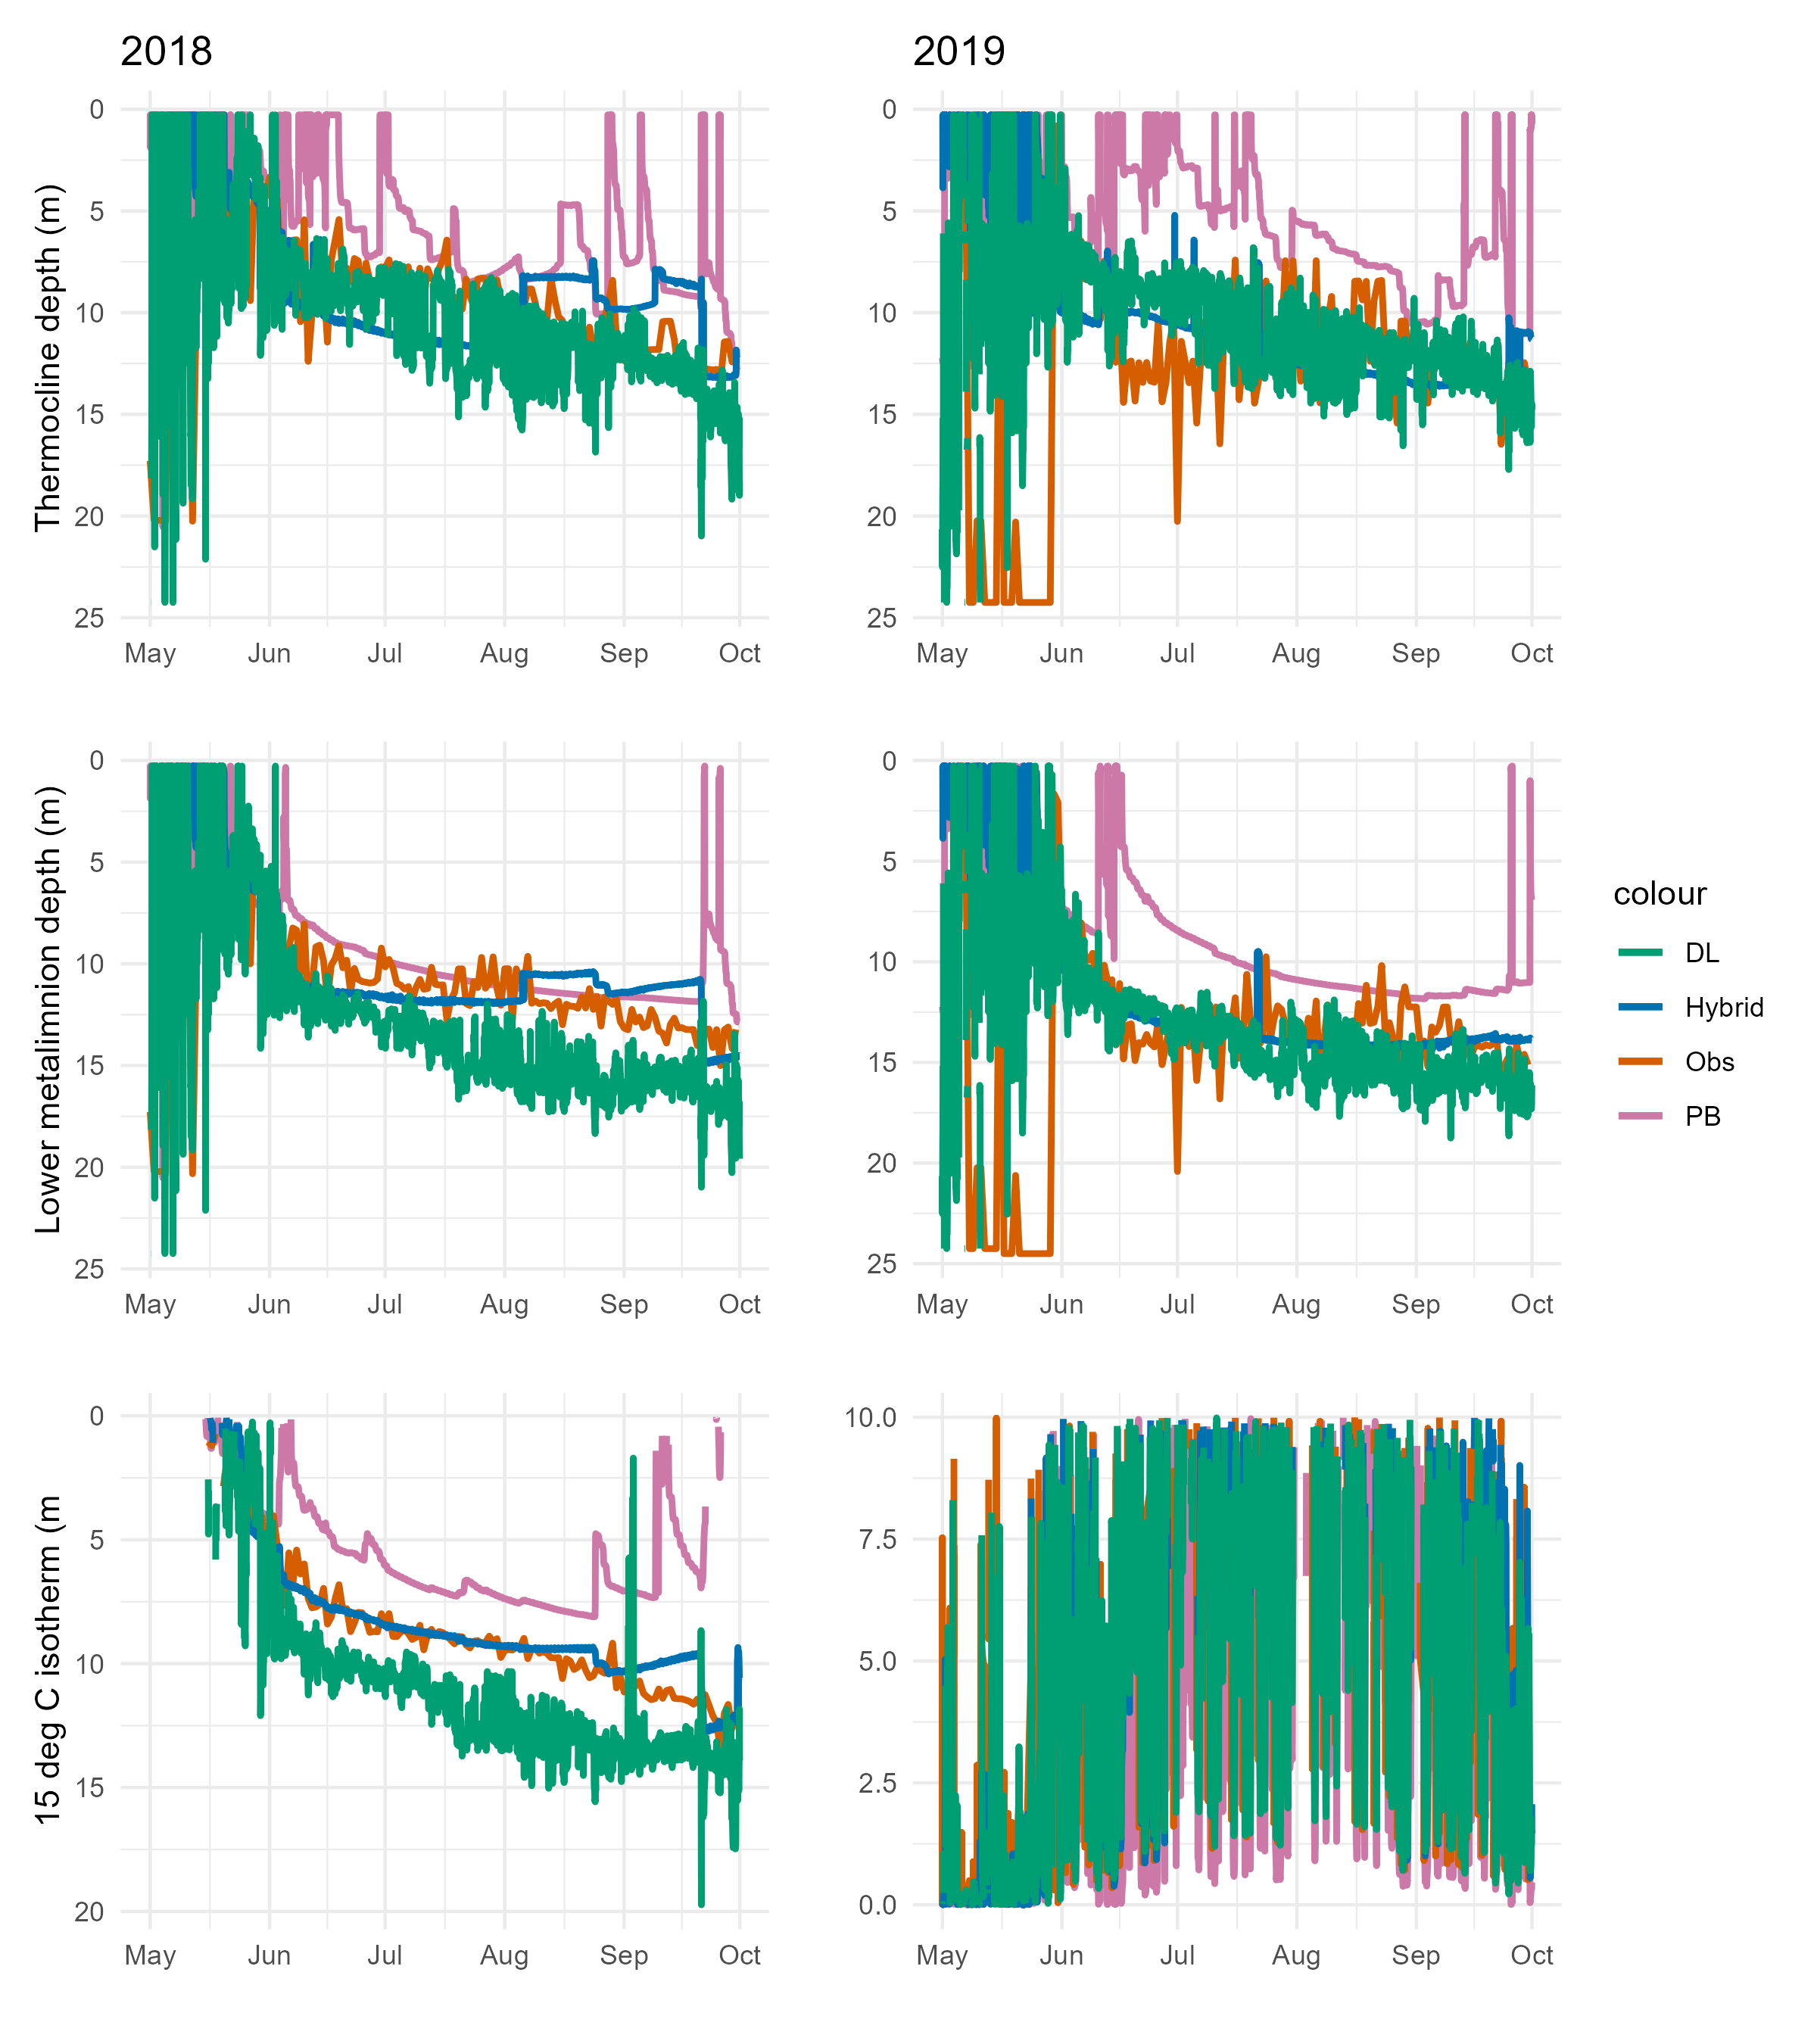 2018
2019
Thermocline depth (m)
0
5
10
15
20
25
May Jun Jul Aug Sep Oct
0
5
10
15
20
25
May Jun Jul Aug Sep Oct
Lower metalimnion depth (m)
0
5
10
15
20
25
May Jun Jul Aug Sep Oct
0
5
10
15
20
25
May Jun Jul Aug Sep Oct
colour
DL
Hybrid
Obs
PB
15 deg C isotherm (m
0
5
10
15
20
May Jun Jul Aug Sep Oct
10.0
7.5
5.0
2.5
0.0
May Jun Jul Aug Sep Oct